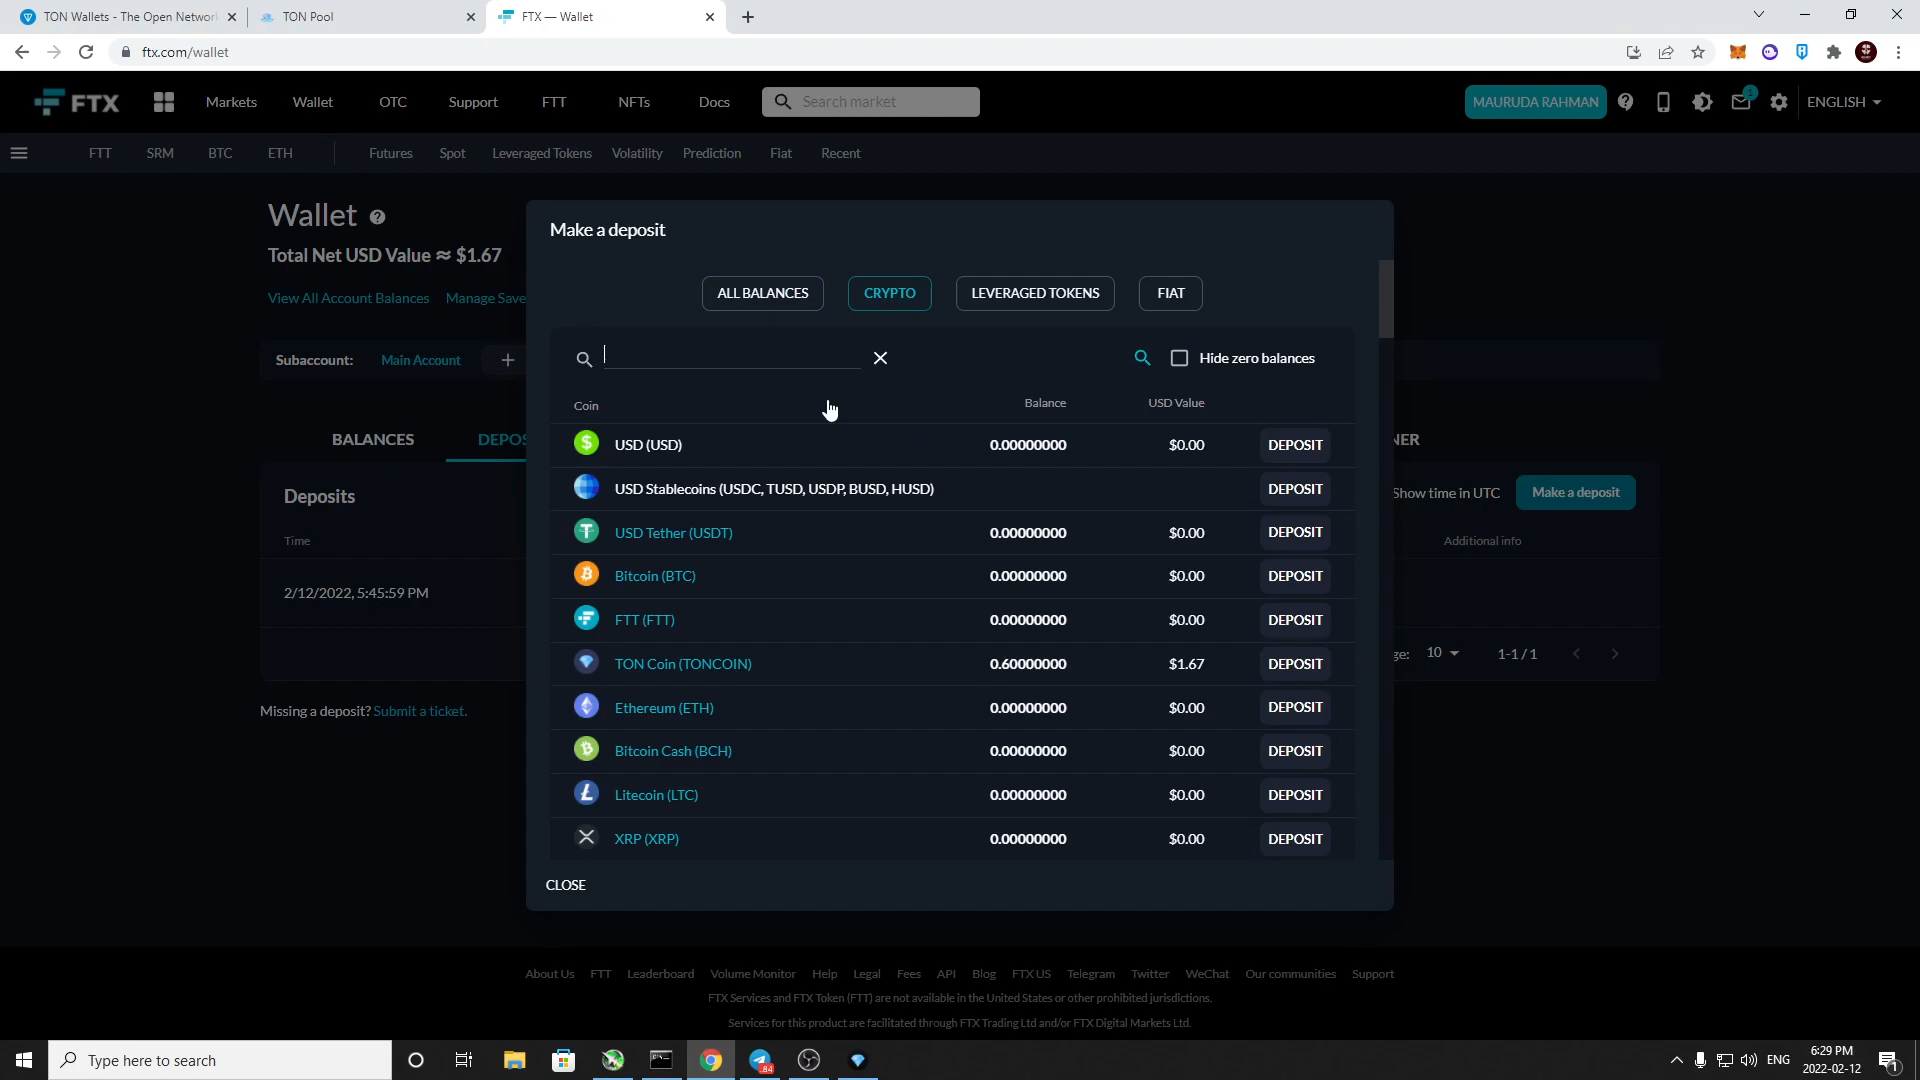 TON Wallets - The Open Network
TON Pool
FTX — Wallet
ftx.com/wallet
FTX
Markets
Wallet
OTC
Support
FTT
NFTs
Docs
Search market
MAURUDA RAHMAN
1
ENGLISH
FTT
SRM
BTC
ETH
Futures
Spot
Leveraged Tokens
Volatility
Prediction
Fiat
Recent
Wallet
Total Net USD Value ≈ $1.67
View All Account Balances
Manage Save
Subaccount:
Main Account
BALANCES
DEPOS
NER
Deposits
Show time in UTC
Make a deposit
Time
Additional info
2/12/2022, 5:45:59 PM
ge:
10
1-1 / 1
Missing a deposit? Submit a ticket.
Make a deposit
ALL BALANCES
CRYPTO
LEVERAGED TOKENS
FIAT
Hide zero balances
Coin
Balance
USD Value
USD (USD) 0.00000000 $0.00 DEPOSIT
USD Stablecoins (USDC, TUSD, USDP, BUSD, HUSD) DEPOSIT
USD Tether (USDT) 0.00000000 $0.00 DEPOSIT
Bitcoin (BTC) 0.00000000 $0.00 DEPOSIT
FTT (FTT) 0.00000000 $0.00 DEPOSIT
TON Coin (TONCOIN) 0.60000000 $1.67 DEPOSIT
Ethereum (ETH) 0.00000000 $0.00 DEPOSIT
Bitcoin Cash (BCH) 0.00000000 $0.00 DEPOSIT
Litecoin (LTC) 0.00000000 $0.00 DEPOSIT
XRP (XRP) 0.00000000 $0.00 DEPOSIT
CLOSE
About Us
FTT
Leaderboard
Volume Monitor
Help
Legal
Fees
API
Blog
FTX US
Telegram
Twitter
WeChat
Our communities
Support
FTX Services and FTX Token (FTT) are not available in the United States or other prohibited jurisdictions.
Services for this product are facilitated through FTX Trading Ltd and/or FTX Digital Markets Ltd.
Type here to search
84
ENG
6:29 PM
2022-02-12
1